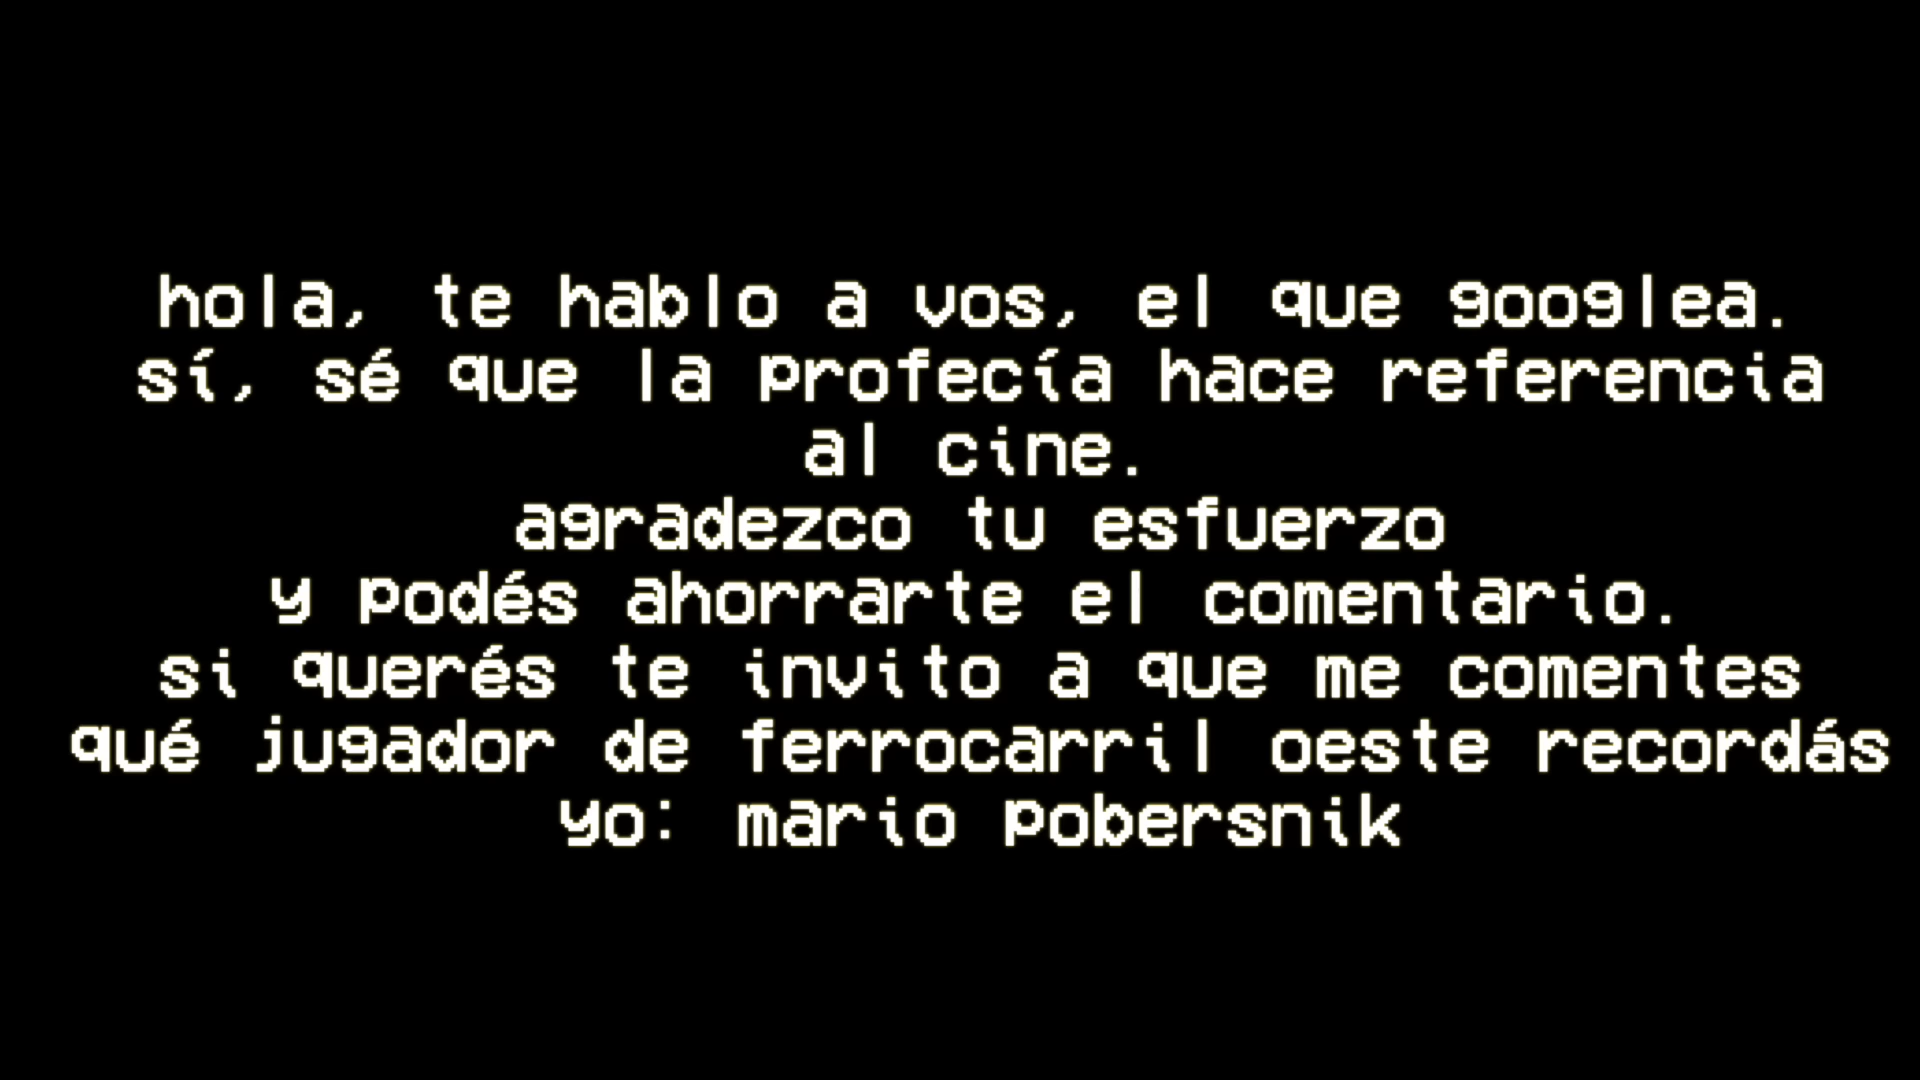 hola, te hablo a vos, el que googlea.
sí, sé que la profecía hace referencia
al cine.
agradezco tu esfuerzo
y podés ahorrarte el comentario.
si querés te invito a que me comentes
qué jugador de ferrocarril oeste recordás
yo: mario pobersnik